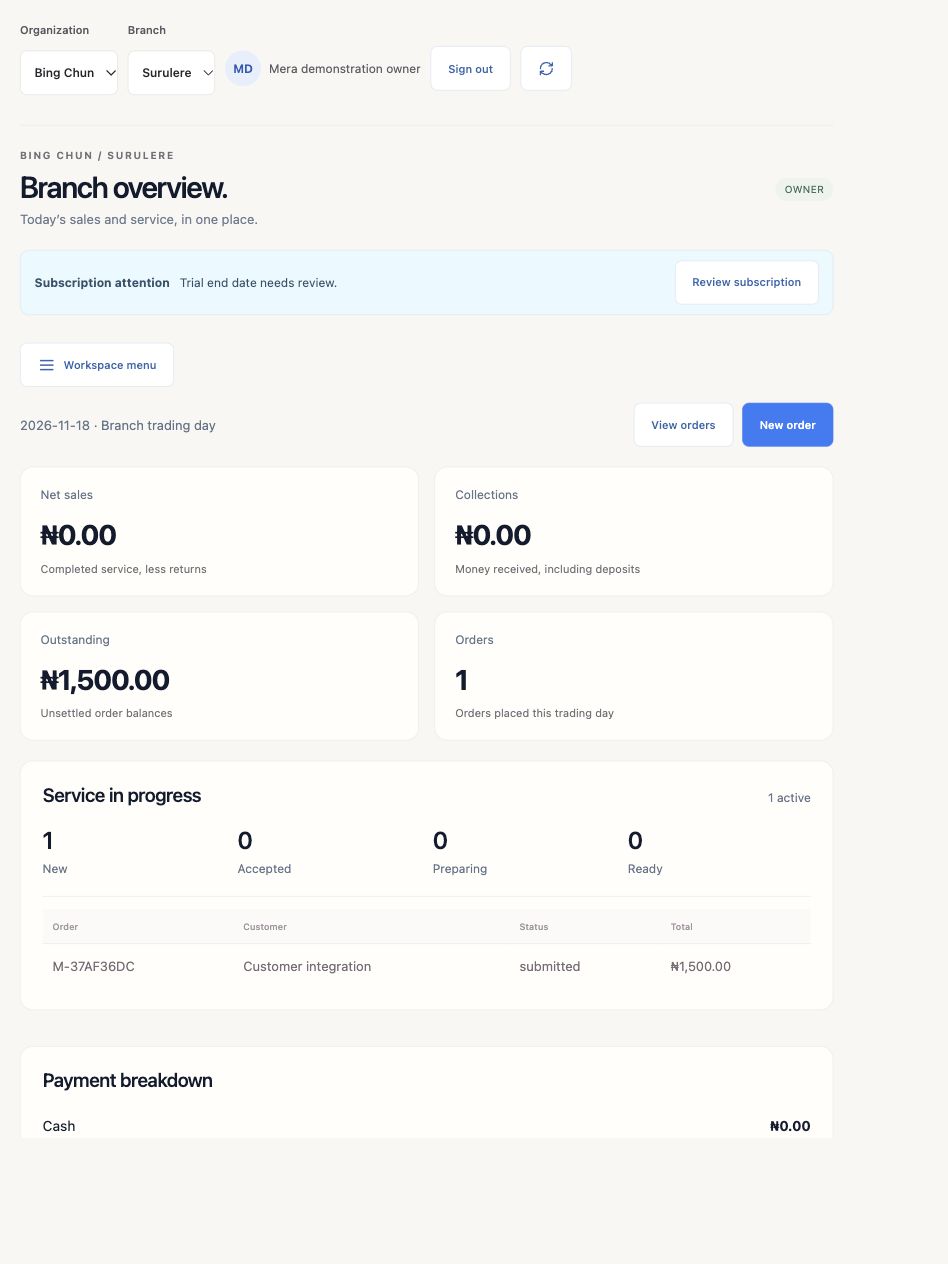 Organization Branch
Bing Chun Surulere MD Mera demonstration owner Sign out
BING CHUN / SURULERE
Branch overview.
OWNER
Today’s sales and service, in one place.
Subscription attention Trial end date needs review. Review subscription
Workspace menu
2026-11-18 · Branch trading day View orders New order
Net sales
₦0.00
Completed service, less returns
Collections
₦0.00
Money received, including deposits
Outstanding
₦1,500.00
Unsettled order balances
Orders
1
Orders placed this trading day
Service in progress 1 active
1 0 0 0
New Accepted Preparing Ready
Order Customer Status Total
M-37AF36DC Customer integration submitted ₦1,500.00
Payment breakdown
Cash ₦0.00